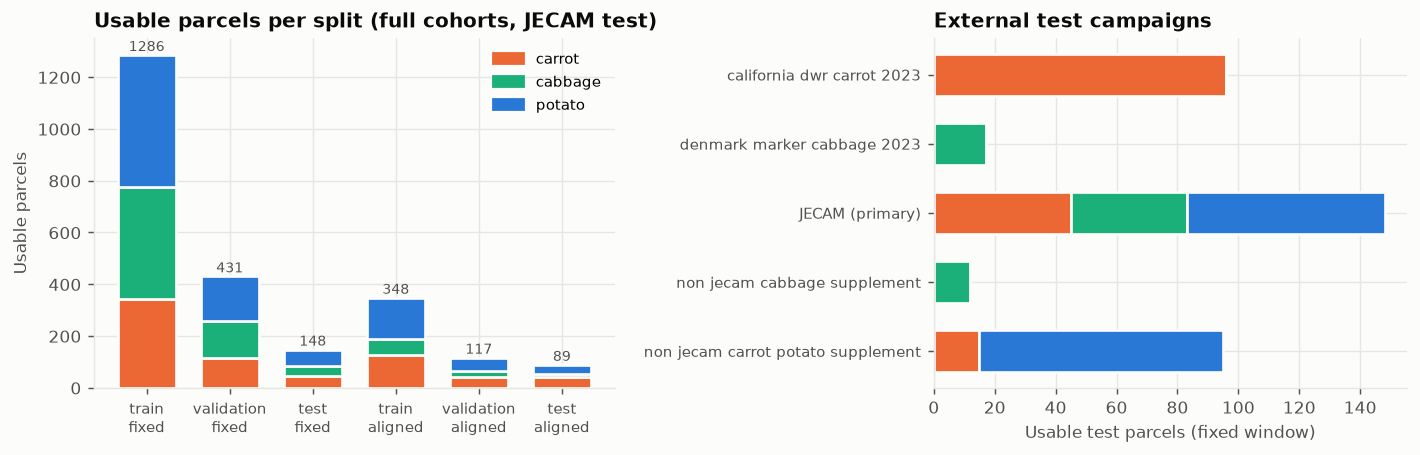 Usable parcels per split (full cohorts, JECAM test)
Usable parcels
0
200
400
600
800
1000
1200
1286
431
148
348
117
89
carrot
cabbage
potato
train
fixed
validation
fixed
test
fixed
train
aligned
validation
aligned
test
aligned
External test campaigns
california dwr carrot 2023
denmark marker cabbage 2023
JECAM (primary)
non jecam cabbage supplement
non jecam carrot potato supplement
0 20 40 60 80 100 120 140
Usable test parcels (fixed window)